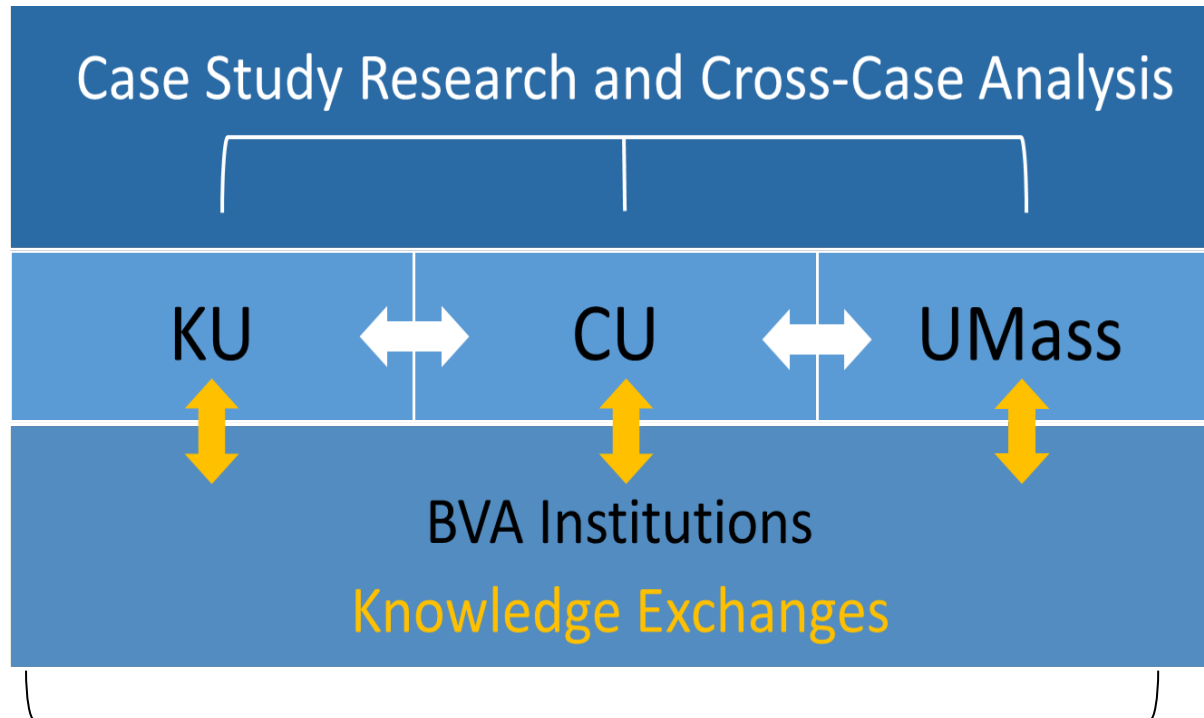 Case Study Research and Cross-Case Analysis
KU CU UMass
BVA Institutions
Knowledge Exchanges